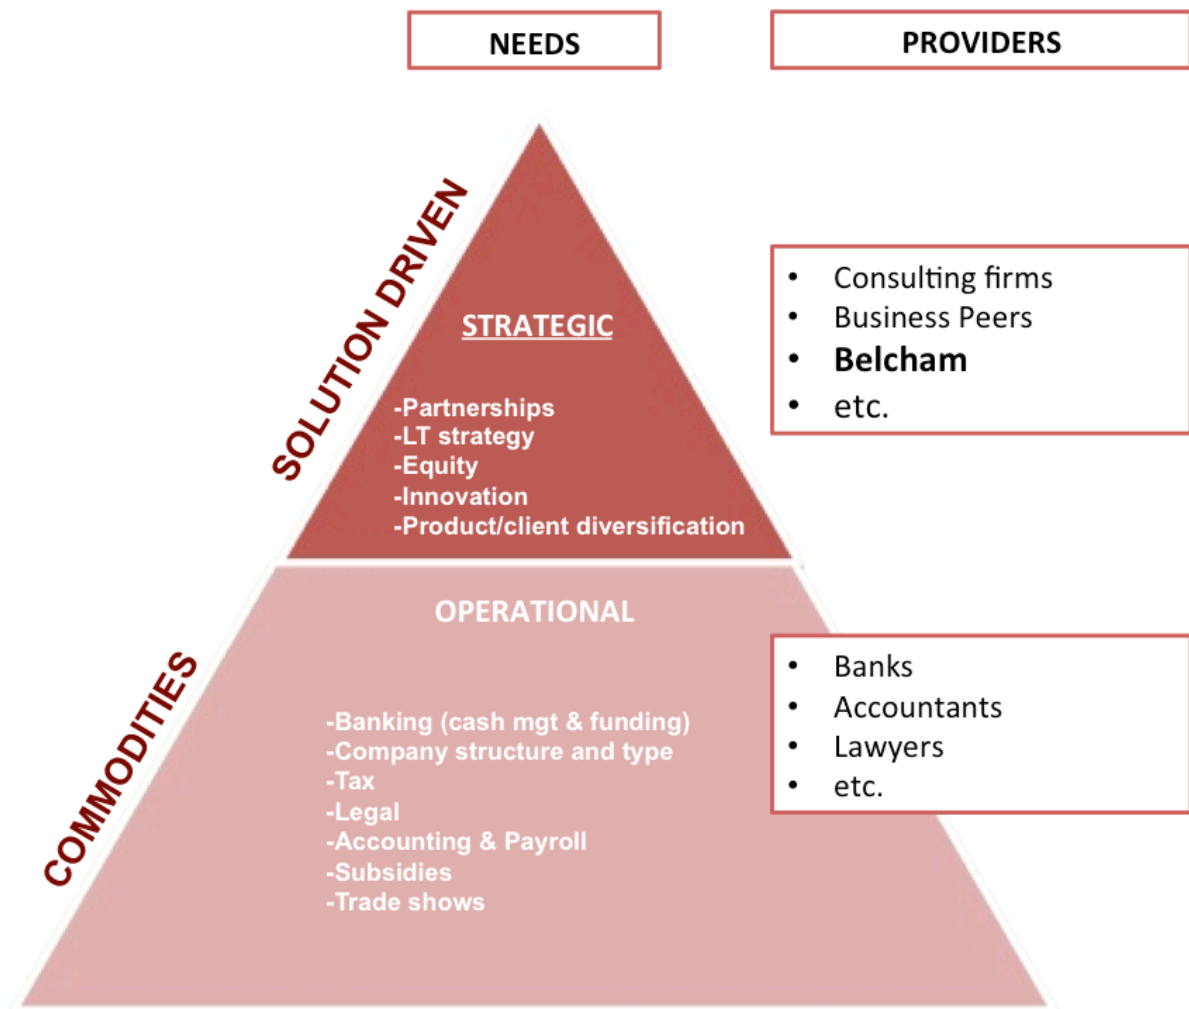 NEEDS
PROVIDERS
SOLUTION DRIVEN
STRATEGIC
-Partnerships
-LT strategy
-Equity
-Innovation
-Product/client diversification
• Consulting firms
• Business Peers
• Belcham
• etc.
COMMODITIES
OPERATIONAL
-Banking (cash mgt & funding)
-Company structure and type
-Tax
-Legal
-Accounting & Payroll
-Subsidies
-Trade shows
• Banks
• Accountants
• Lawyers
• etc.